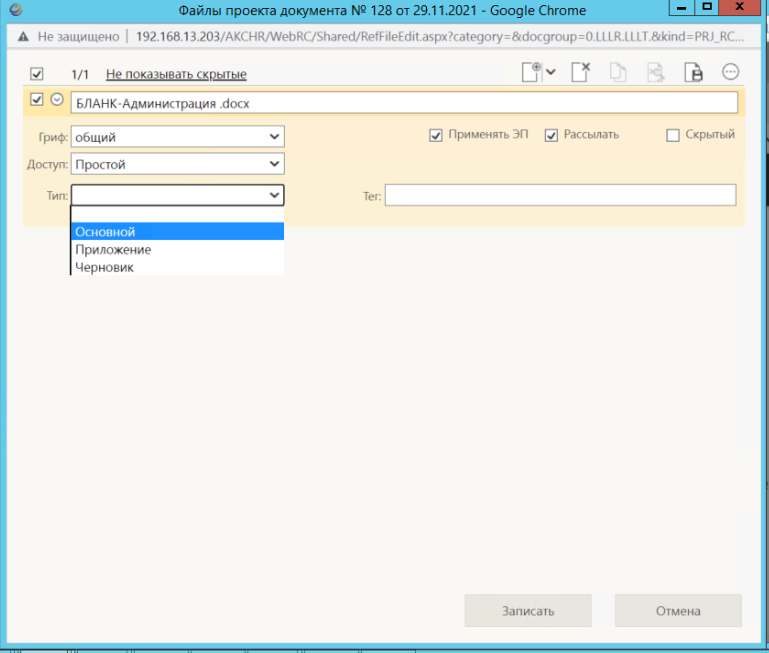 Файлы проекта документа № 128 от 29.11.2021 - Google Chrome
Не защищено | 192.168.13.203/AKCHR/WebRC/Shared/RefFileEdit.aspx?category=&docgroup=0.LLLR.LLLT.&kind=PRJ_RC...
1/1 Не показывать скрытые
БЛАНК-Администрация .docx
Гриф: общий Применять ЭП Рассылать Скрытый
Доступ: Простой
Тип: Тег:
Основной
Приложение
Черновик
Записать Отмена